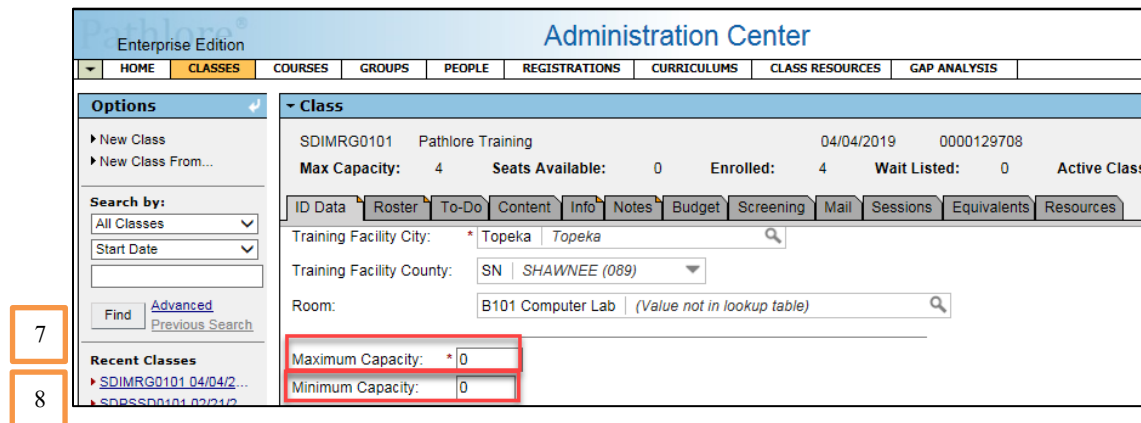 Pathlore®
Enterprise Edition
Administration Center
HOME CLASSES COURSES GROUPS PEOPLE REGISTRATIONS CURRICULUMS CLASS RESOURCES GAP ANALYSIS
Options
New Class
New Class From...
Search by:
All Classes
Start Date
Find
Advanced
Previous Search
Recent Classes
SDIMRG0101 04/04/2...
SDRSSD0101 02/21/2
Class
SDIMRG0101 Pathlore Training 04/04/2019 0000129708
Max Capacity: 4 Seats Available: 0 Enrolled: 4 Wait Listed: 0 Active Class
ID Data Roster To-Do Content Info Notes Budget Screening Mail Sessions Equivalents Resources
Training Facility City: * Topeka Topeka
Training Facility County: SN SHAWNEE (089)
Room: B101 Computer Lab (Value not in lookup table)
Maximum Capacity: * 0
Minimum Capacity: 0
7
8